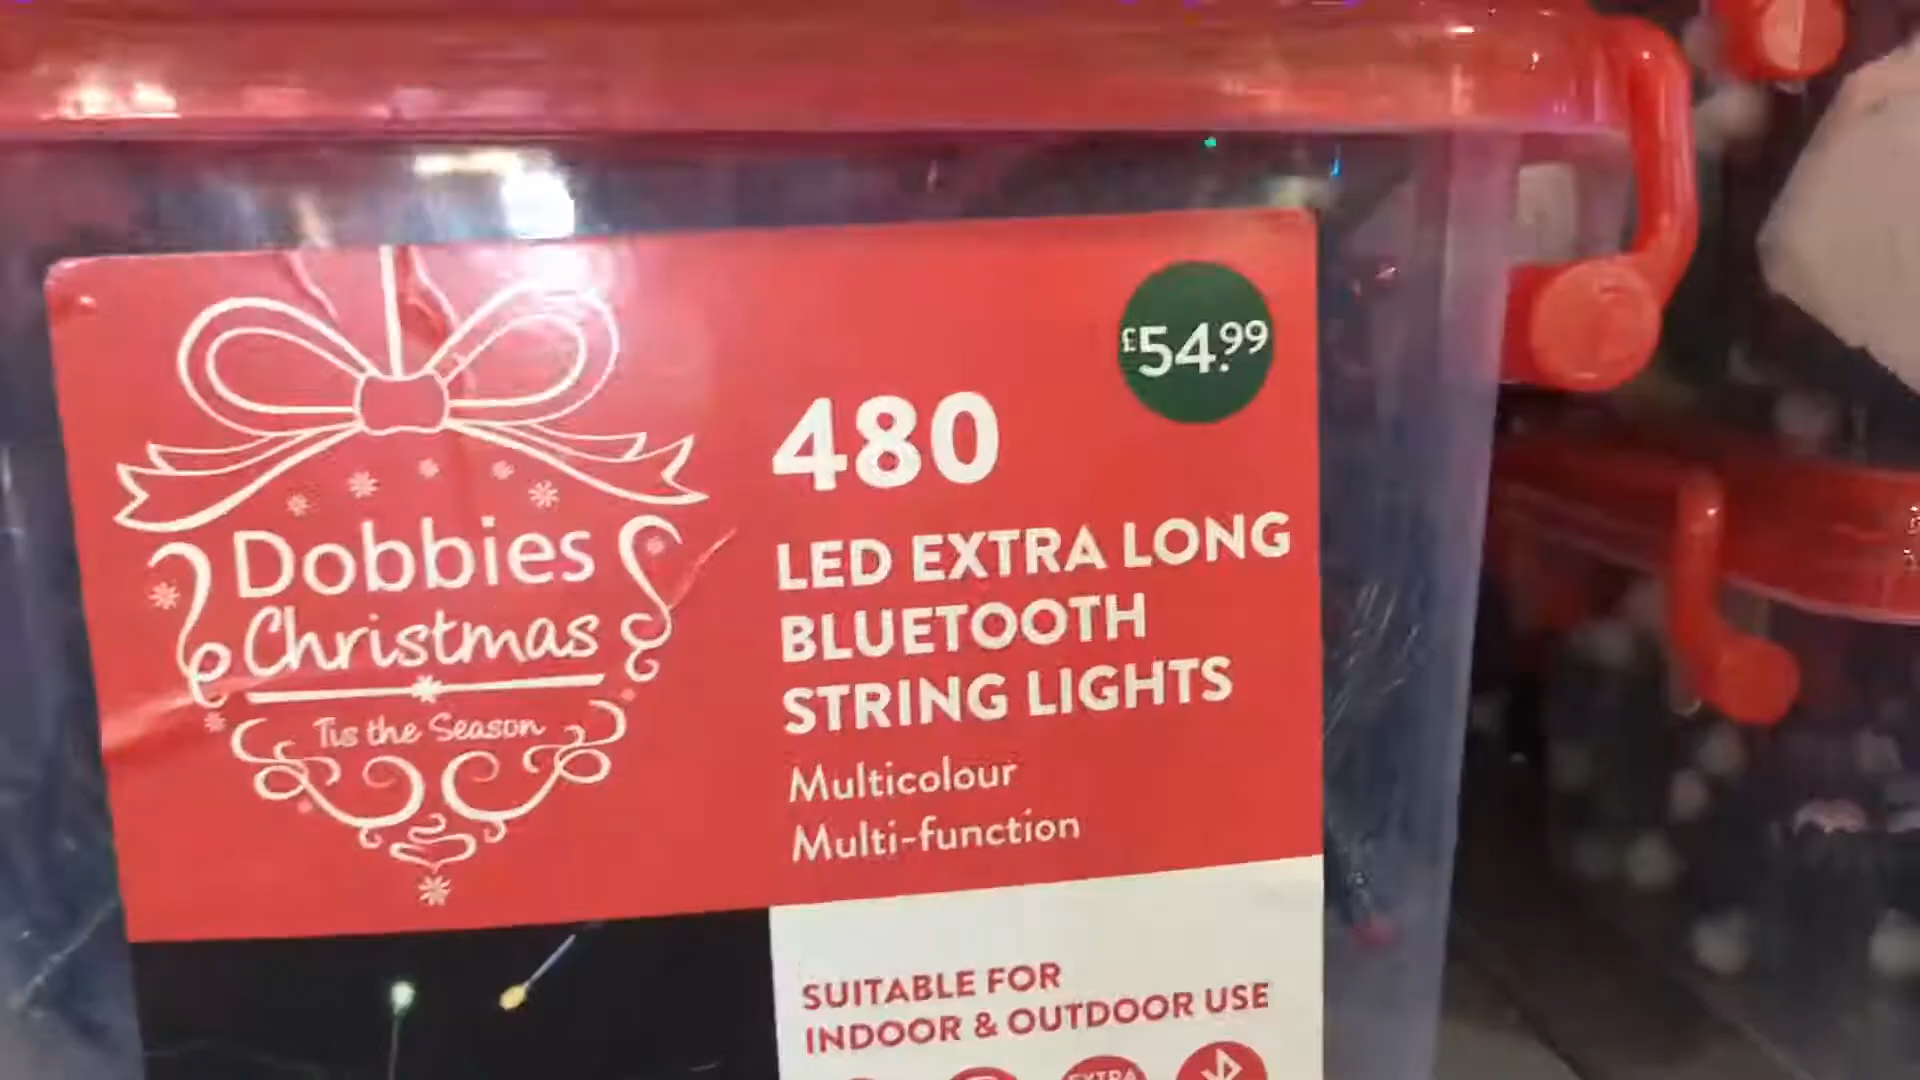 £54.99
480
LED EXTRA LONG
BLUETOOTH
STRING LIGHTS
Multicolour
Multi-function
Dobbies
Christmas
Tis the Season
SUITABLE FOR
INDOOR & OUTDOOR USE
EXTRA